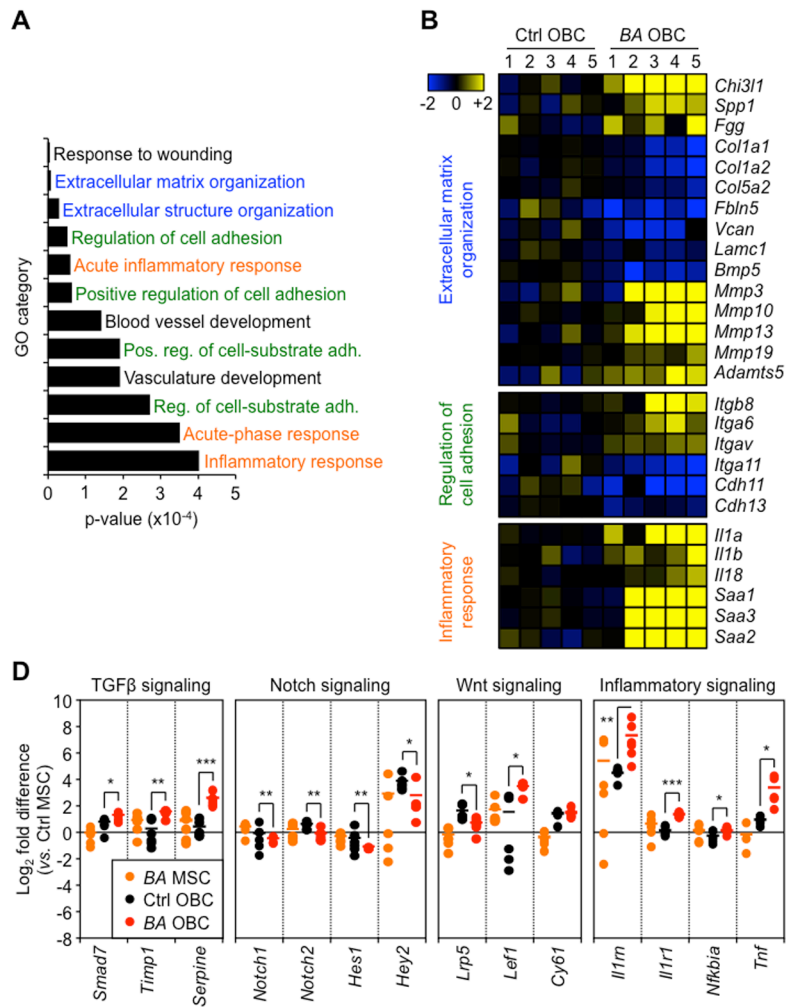 A
GO category
Response to wounding
Extracellular matrix organization
Extracellular structure organization
Regulation of cell adhesion
Acute inflammatory response
Positive regulation of cell adhesion
Blood vessel development
Pos. reg. of cell-substrate adh.
Vasculature development
Reg. of cell-substrate adh.
Acute-phase response
Inflammatory response
0 1 2 3 4 5
p-value (x10⁻⁴)
B
Ctrl OBC BA OBC
1 2 3 4 5 1 2 3 4 5
-2 0 +2
Extracellular matrix
organization
Chi3l1
Spp1
Fgg
Col1a1
Col1a2
Col5a2
Fbln5
Vcan
Lamc1
Bmp5
Mmp3
Mmp10
Mmp13
Mmp19
Adamts5
Regulation of
cell adhesion
Itgb8
Itga6
Itgav
Itga11
Cdh11
Cdh13
Inflammatory
response
Il1a
Il1b
Il18
Saa1
Saa3
Saa2
D
TGFβ signaling Notch signaling Wnt signaling Inflammatory signaling
Log₂ fold difference
(vs. Ctrl MSC)
10
8
6
4
2
0
-2
-4
-6
-8
* ** ***
** ** *
* *
** *** * *
BA MSC
Ctrl OBC
BA OBC
Smad7 Timp1 Serpine Notch1 Notch2 Hes1 Hey2 Lrp5 Lef1 Cy61 Il1rn Il1r1 Nfkbia Tnf